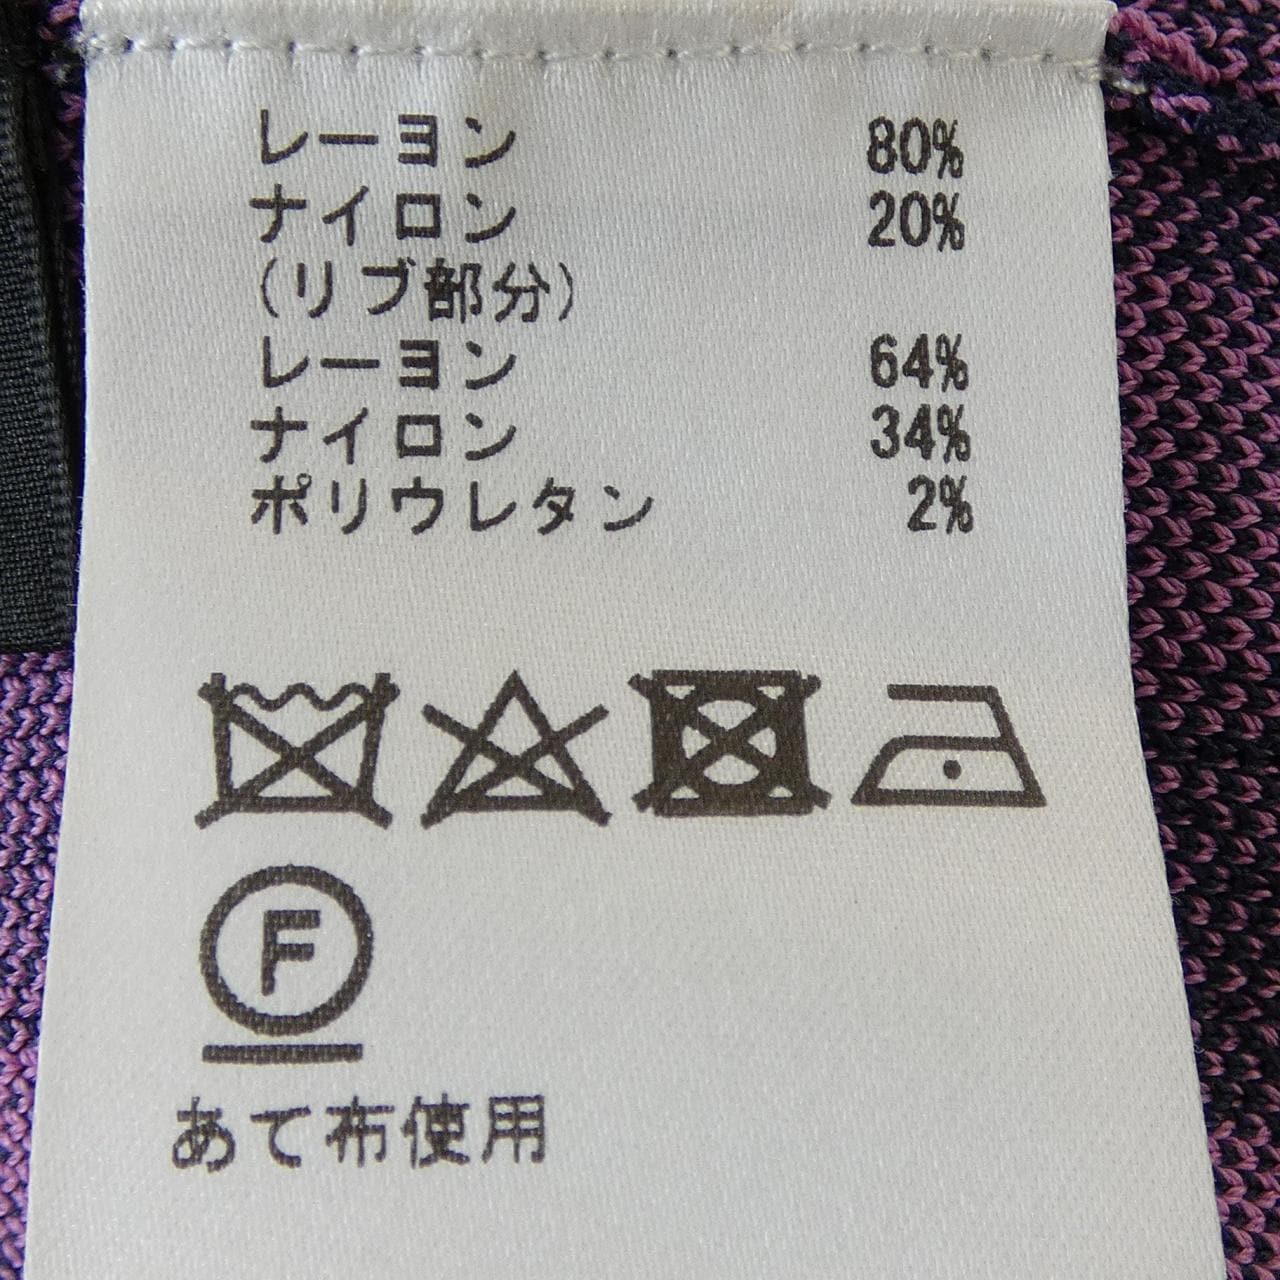 レーヨン 80%
ナイロン 20%
(リブ部分)
レーヨン 64%
ナイロン 34%
ポリウレタン 2%
F
あて布使用